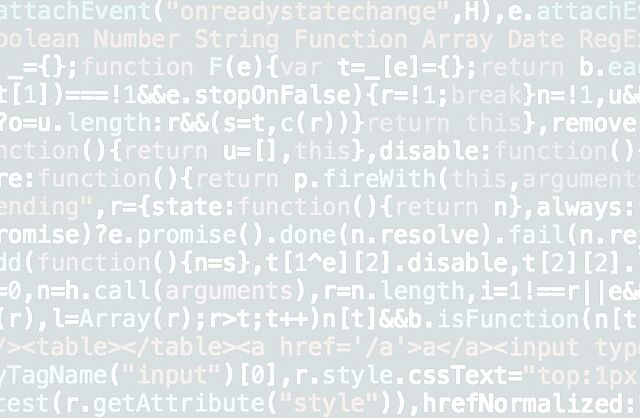 attachEvent("onreadystatechange",H),e.attachE
oolean Number String Function Array Date RegE
_={};function F(e){var t=_[e]={};return b.ea
t[1])===!1&&e.stopOnFalse){r=!1;break}n=!1,u&
?o=u.length:r&&(s=t,c(r))}return this},remove
nction(){return u=[],this},disable:function()
re:function(){return p.fireWith(this,arguments
ending",r={state:function(){return n},always:
romise)?e.promise().done(n.resolve).fail(n.re
dd(function(){n=s},t[1^e][2].disable,t[2][2].
=0,n=h.call(arguments),r=n.length,i=1!==r||e&
(r),l=Array(r);r>t;t++)n[t]&&b.isFunction(n[t
/><table></table><a href='/a'>a</a><input typ
yTagName("input")[0],r.style.cssText="top:1px
test(r.getAttribute("style")),hrefNormalized: